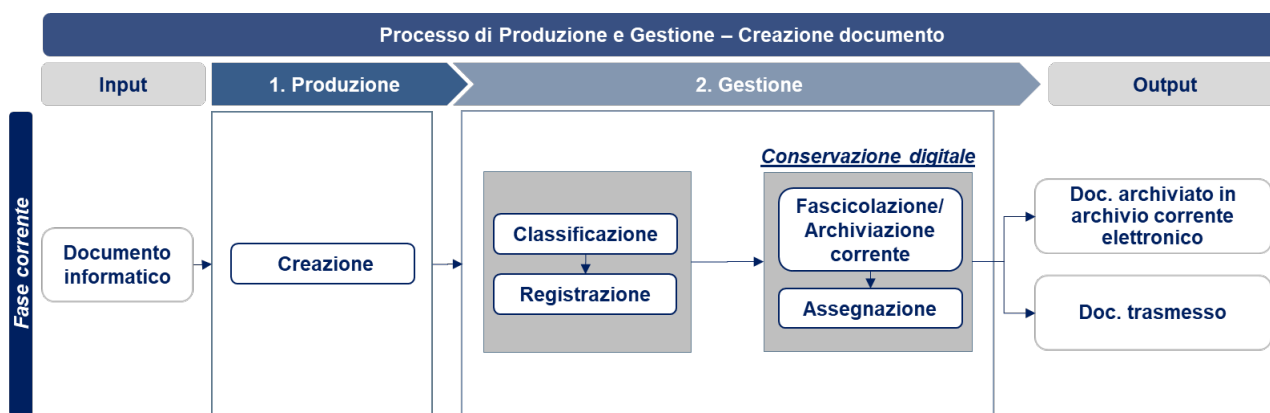 Processo di Produzione e Gestione – Creazione documento
Input
1. Produzione
2. Gestione
Output
Fase corrente
Documento
informatico
Creazione
Classificazione
Registrazione
Conservazione digitale
Fascicolazione/
Archiviazione
corrente
Assegnazione
Doc. archiviato in
archivio corrente
elettronico
Doc. trasmesso